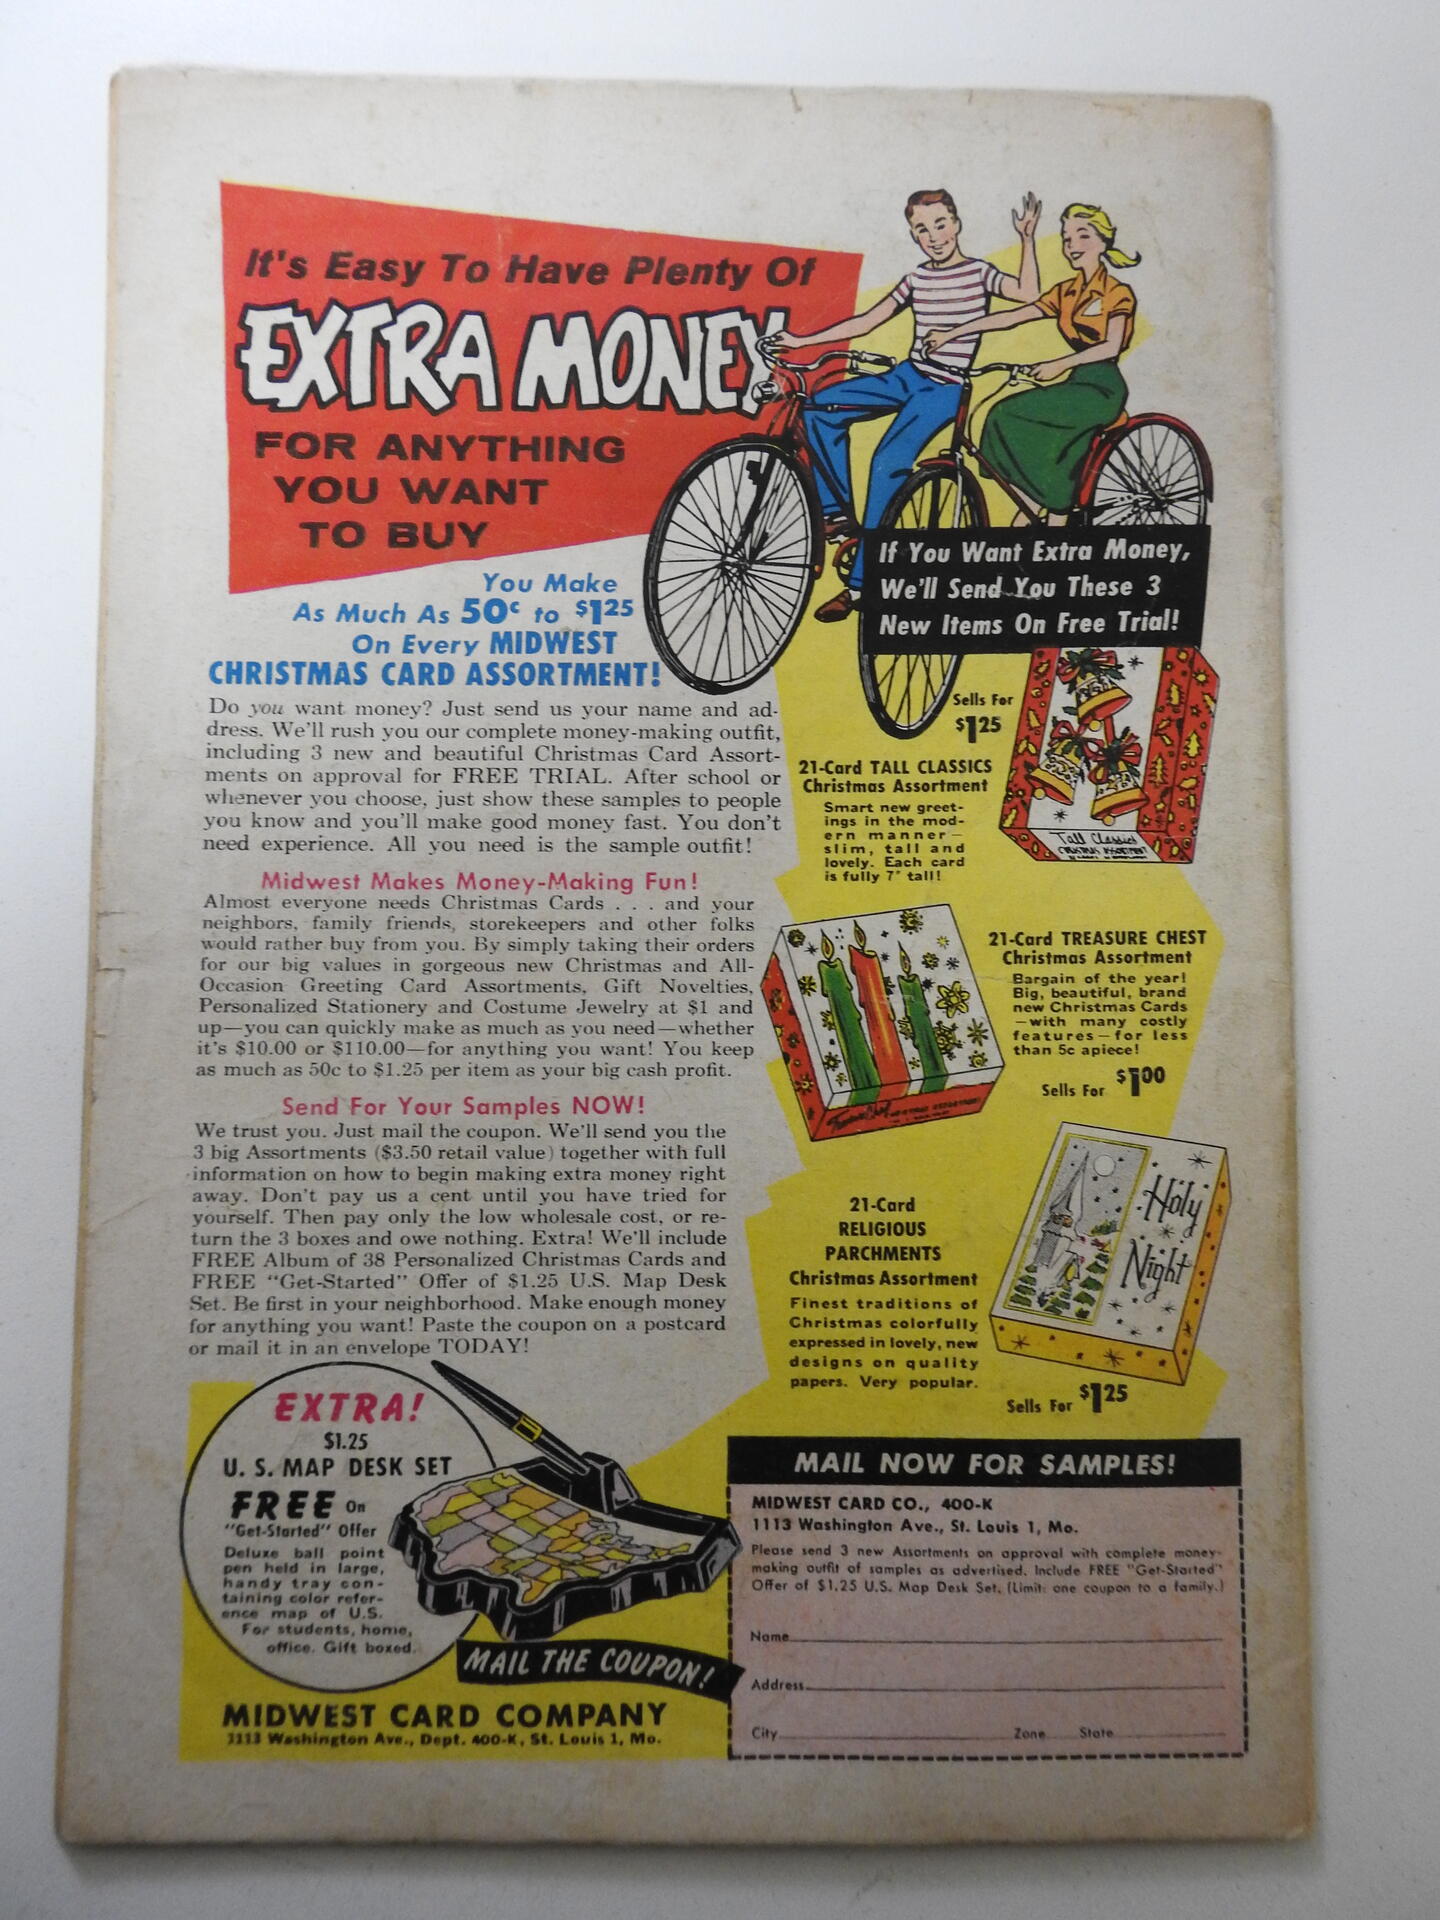 It's Easy To Have Plenty Of
EXTRA MONEY
FOR ANYTHING
YOU WANT
TO BUY
You Make
As Much As 50c to $1.25
On Every MIDWEST
CHRISTMAS CARD ASSORTMENT!
Do you want money? Just send us your name and ad-
dress. We'll rush you our complete money-making outfit,
including 3 new and beautiful Christmas Card Assort-
ments on approval for FREE TRIAL. After school or
whenever you choose, just show these samples to people
you know and you'll make good money fast. You don't
need experience. All you need is the sample outfit!
Midwest Makes Money-Making Fun!
Almost everyone needs Christmas Cards . . . and your
neighbors, family friends, storekeepers and other folks
would rather buy from you. By simply taking their orders
for our big values in gorgeous new Christmas and All-
Occasion Greeting Card Assortments, Gift Novelties,
Personalized Stationery and Costume Jewelry at $1 and
up—you can quickly make as much as you need—whether
it's $10.00 or $110.00—for anything you want! You keep
as much as 50c to $1.25 per item as your big cash profit.
Send For Your Samples NOW!
We trust you. Just mail the coupon. We'll send you the
3 big Assortments ($3.50 retail value) together with full
information on how to begin making extra money right
away. Don't pay us a cent until you have tried for
yourself. Then pay only the low wholesale cost, or re-
turn the 3 boxes and owe nothing. Extra! We'll include
FREE Album of 38 Personalized Christmas Cards and
FREE "Get-Started" Offer of $1.25 U.S. Map Desk
Set. Be first in your neighborhood. Make enough money
for anything you want! Paste the coupon on a postcard
or mail it in an envelope TODAY!
If You Want Extra Money,
We'll Send You These 3
New Items On Free Trial!
Sells For
$1.25
21-Card TALL CLASSICS
Christmas Assortment
Smart new greet-
ings in the mod-
ern manner—
slim, tall and
lovely. Each card
is fully 7" tall!
Tall Classics
CHRISTMAS ASSORTMENT
21-Card TREASURE CHEST
Christmas Assortment
Bargain of the year!
Big, beautiful, brand
new Christmas Cards
—with many costly
features—for less
than 5c apiece!
Sells For $1.00
Treasure Chest CHRISTMAS ASSORTMENT
21-Card
RELIGIOUS
PARCHMENTS
Christmas Assortment
Finest traditions of
Christmas colorfully
expressed in lovely, new
designs on quality
papers. Very popular.
Holy
Night
Sells For $1.25
EXTRA!
$1.25
U. S. MAP DESK SET
FREE On
"Get-Started" Offer
Deluxe ball point
pen held in large,
handy tray con-
taining color refer-
ence map of U.S.
For students, home,
office. Gift boxed.
MAIL THE COUPON!
MIDWEST CARD COMPANY
1113 Washington Ave., Dept. 400-K, St. Louis 1, Mo.
MAIL NOW FOR SAMPLES!
MIDWEST CARD CO., 400-K
1113 Washington Ave., St. Louis 1, Mo.
Please send 3 new Assortments on approval with complete money-
making outfit of samples as advertised. Include FREE "Get-Started"
Offer of $1.25 U.S. Map Desk Set. (Limit: one coupon to a family.)
Name
Address
City Zone State